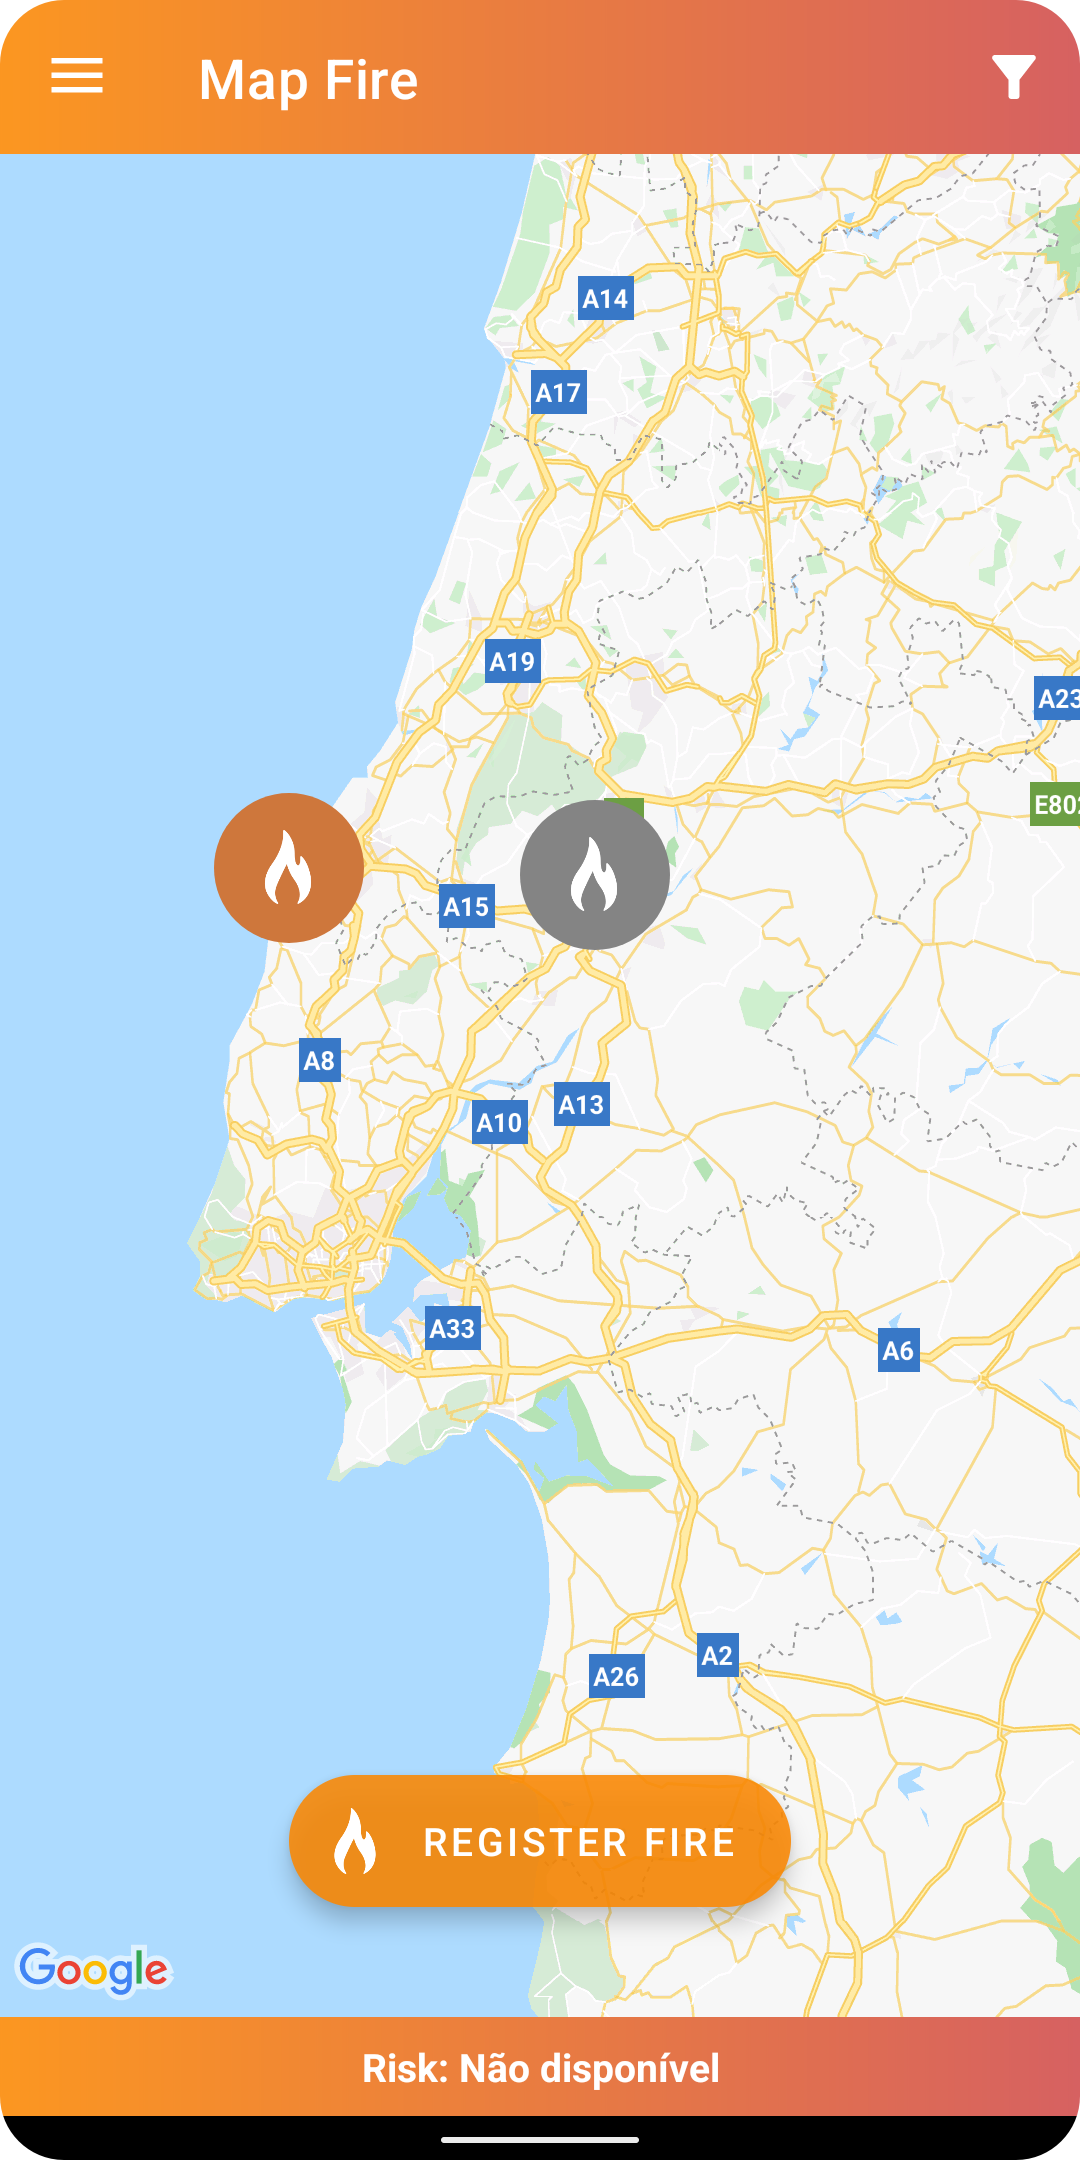 Map Fire
A14
A17
A19
A23
E802
A15
A8
A13
A10
A33
A6
A2
A26
REGISTER FIRE
Google
Risk: Não disponível